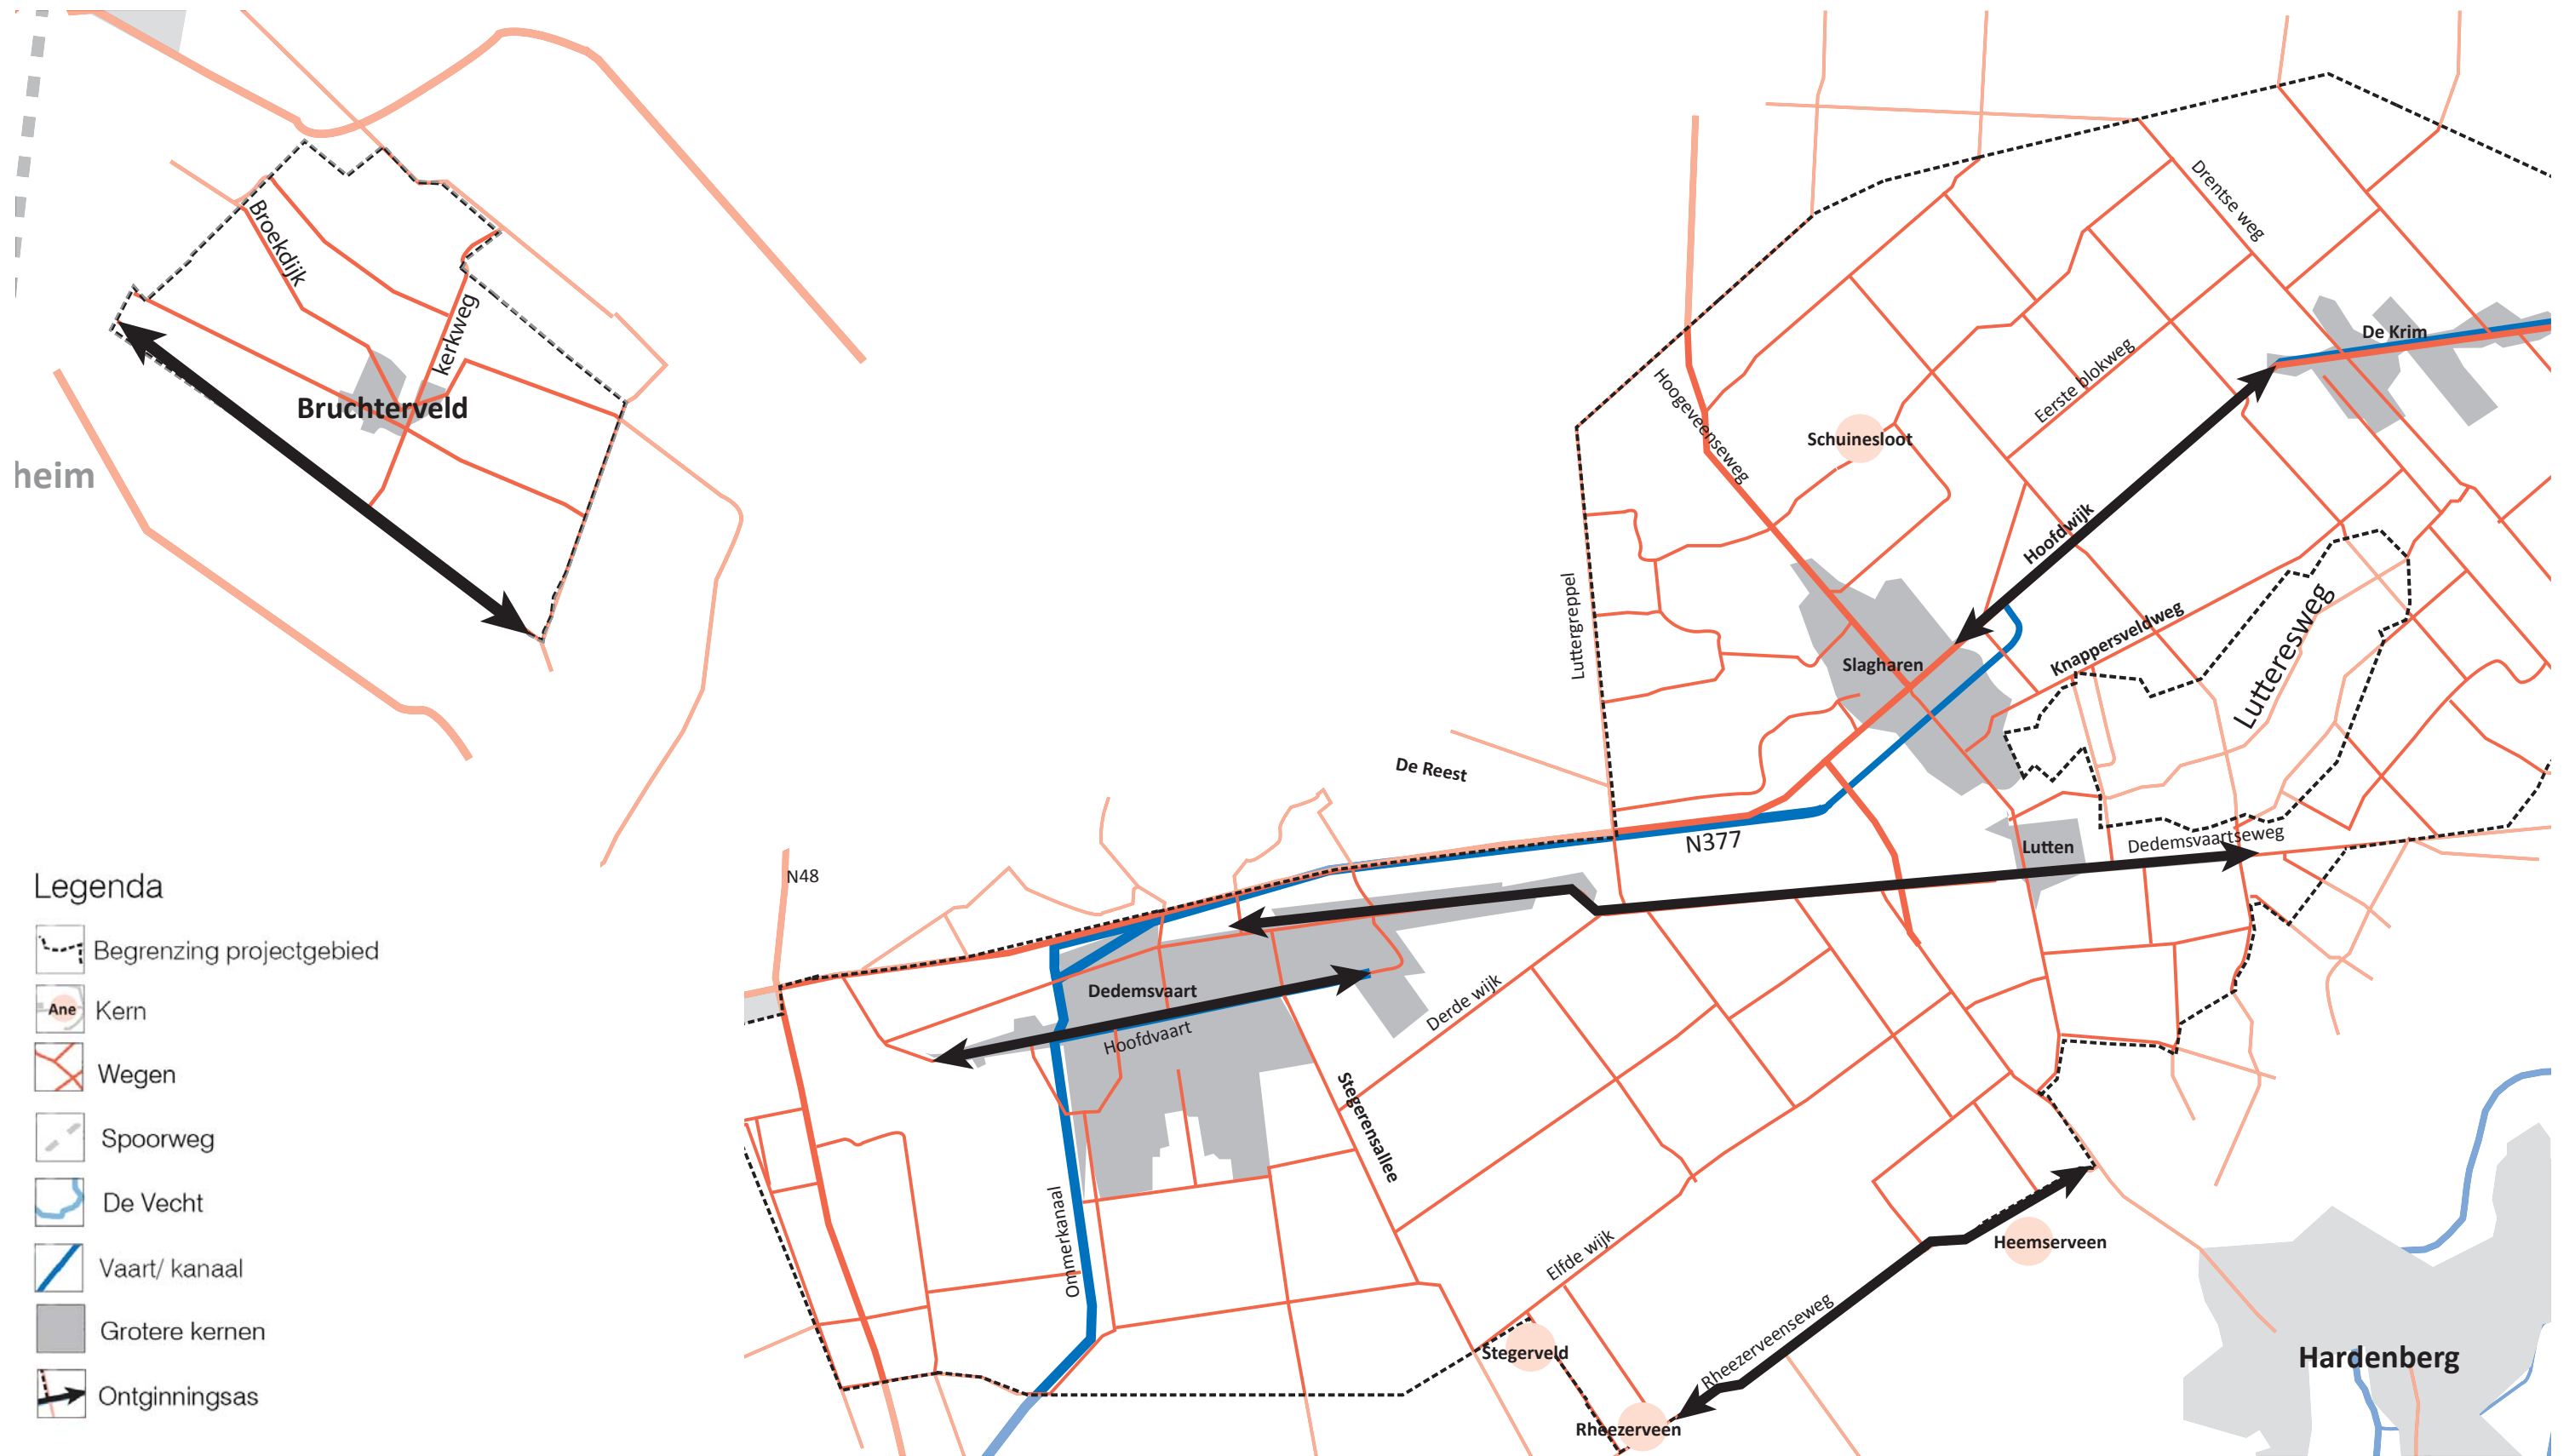 Drentse weg
Broekdijk
kerkweg
De Krim
Eerste blokweg
Bruchterveld
Hoogeveenseweg
Schuinesloot
heim
Hoofdwijk
Luttergreppel
Knappersveldweg
Slagharen
Lutteresweg
De Reest
N377
Dedemsvaartseweg
Lutten
N48
Legenda
Begrenzing projectgebied
Ane
Kern
Dedemsvaart
Derde wijk
Hoofdvaart
Wegen
Stegerensallee
Spoorweg
De Vecht
Ommerkanaal
Elfde wijk
Heemserveen
Vaart/ kanaal
Grotere kernen
Rheezerveenseweg
Stegerveld
Hardenberg
Ontginningsas
Rheezerveen